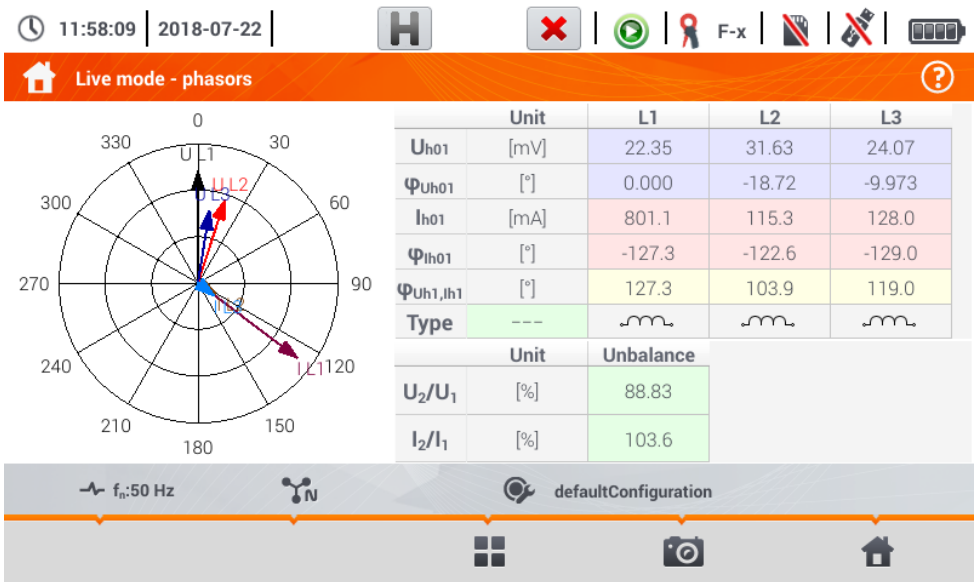 11:58:09 2018-07-22 H F-x
Live mode - phasors ?
0
330 30
U L1
U L2
U L3
300 60
270 90
I L1
240 120
210 150
180
Unit L1 L2 L3
Uh01 [mV] 22.35 31.63 24.07
φUh01 [°] 0.000 -18.72 -9.973
Ih01 [mA] 801.1 115.3 128.0
φIh01 [°] -127.3 -122.6 -129.0
φUh1,Ih1 [°] 127.3 103.9 119.0
Type ---
Unit Unbalance
U₂/U₁ [%] 88.83
I₂/I₁ [%] 103.6
fn:50 Hz N defaultConfiguration